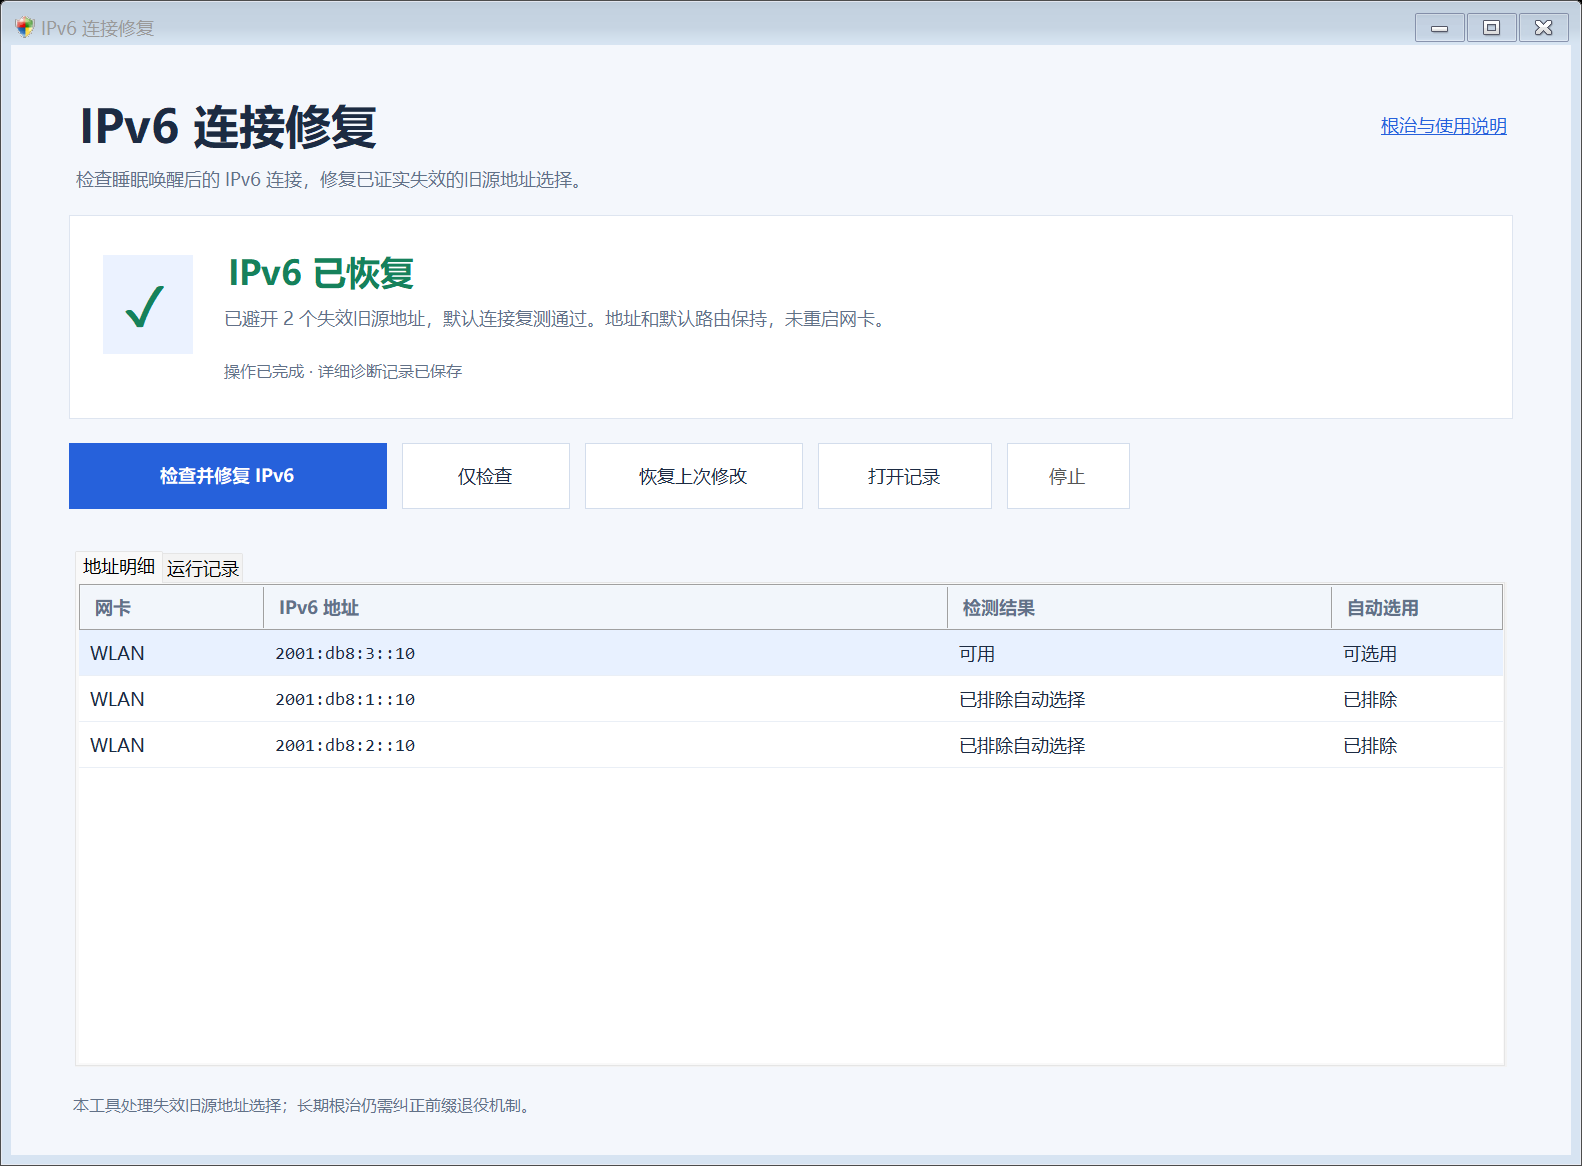 IPv6 连接修复
IPv6 连接修复
根治与使用说明
检查睡眠唤醒后的 IPv6 连接，修复已证实失效的旧源地址选择。
IPv6 已恢复
已避开 2 个失效旧源地址，默认连接复测通过。地址和默认路由保持，未重启网卡。
操作已完成 · 详细诊断记录已保存
检查并修复 IPv6
仅检查
恢复上次修改
打开记录
停止
地址明细 运行记录
网卡 IPv6 地址 检测结果 自动选用
WLAN 2001:db8:3::10 可用 可选用
WLAN 2001:db8:1::10 已排除自动选择 已排除
WLAN 2001:db8:2::10 已排除自动选择 已排除
本工具处理失效旧源地址选择；长期根治仍需纠正前缀退役机制。